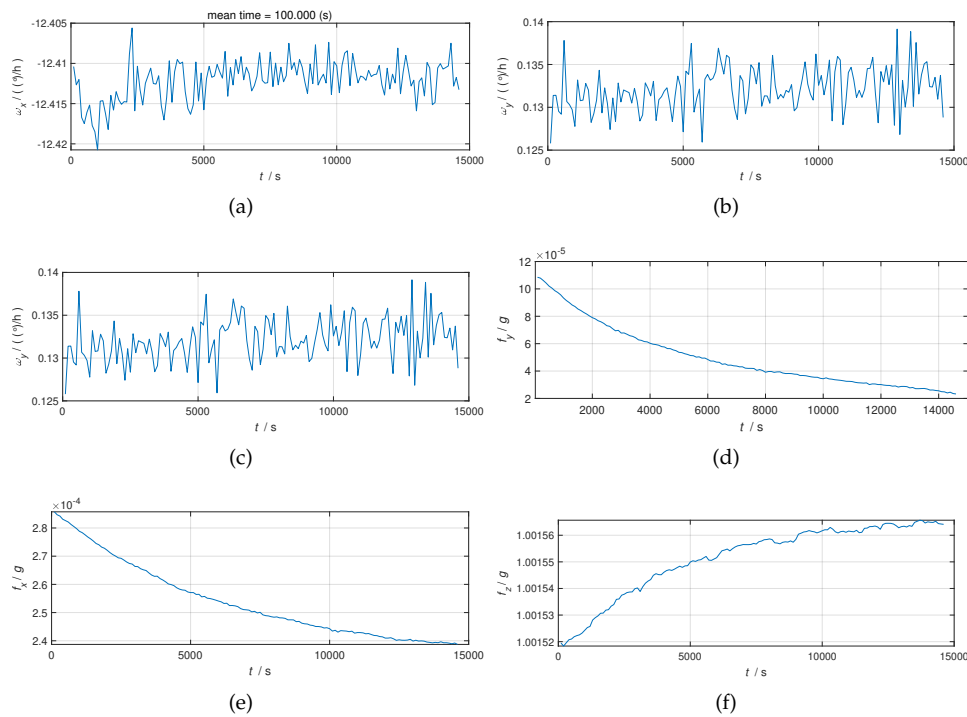 mean time = 100.000 (s)
-12.405
-12.41
-12.415
-12.42
ω_x / ( (°)/h )
0 5000 10000 15000
t / s
(a)
0.14
0.135
0.13
0.125
ω_y / ( (°)/h )
0 5000 10000 15000
t / s
(b)
0.14
0.135
0.13
0.125
ω_y / ( (°)/h )
0 5000 10000 15000
t / s
(c)
×10⁻⁵
12
10
8
6
4
2
f_y / g
2000 4000 6000 8000 10000 12000 14000
t / s
(d)
×10⁻⁴
2.8
2.7
2.6
2.5
2.4
f_x / g
0 5000 10000 15000
t / s
(e)
1.00156
1.00154
1.00153
1.00152
f_z / g
0 5000 10000 15000
t / s
(f)